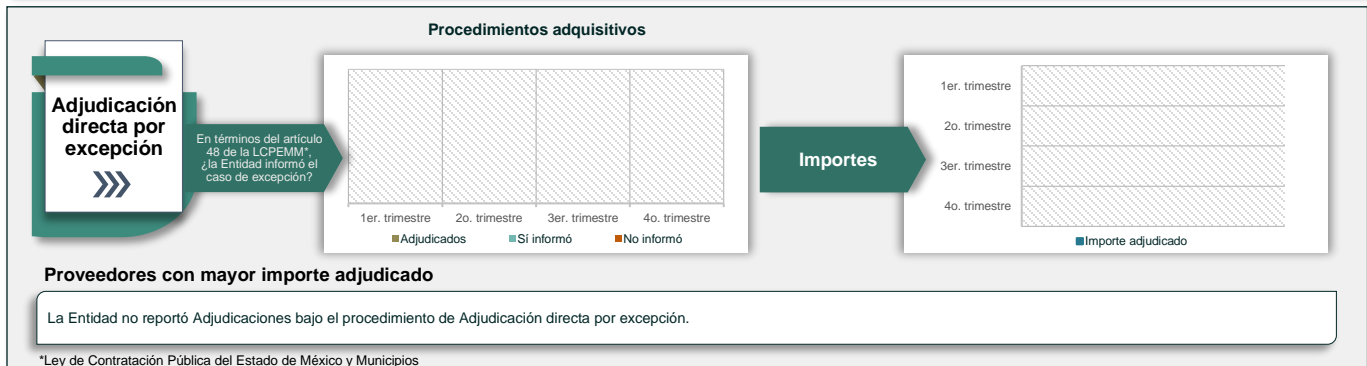 Procedimientos adquisitivos
Adjudicación
directa por
excepción
En términos del artículo
48 de la LCPEMM*,
¿la Entidad informó el
caso de excepción?
1er. trimestre 2o. trimestre 3er. trimestre 4o. trimestre
Adjudicados Sí informó No informó
Importes
1er. trimestre
2o. trimestre
3er. trimestre
4o. trimestre
Importe adjudicado
Proveedores con mayor importe adjudicado
La Entidad no reportó Adjudicaciones bajo el procedimiento de Adjudicación directa por excepción.
*Ley de Contratación Pública del Estado de México y Municipios